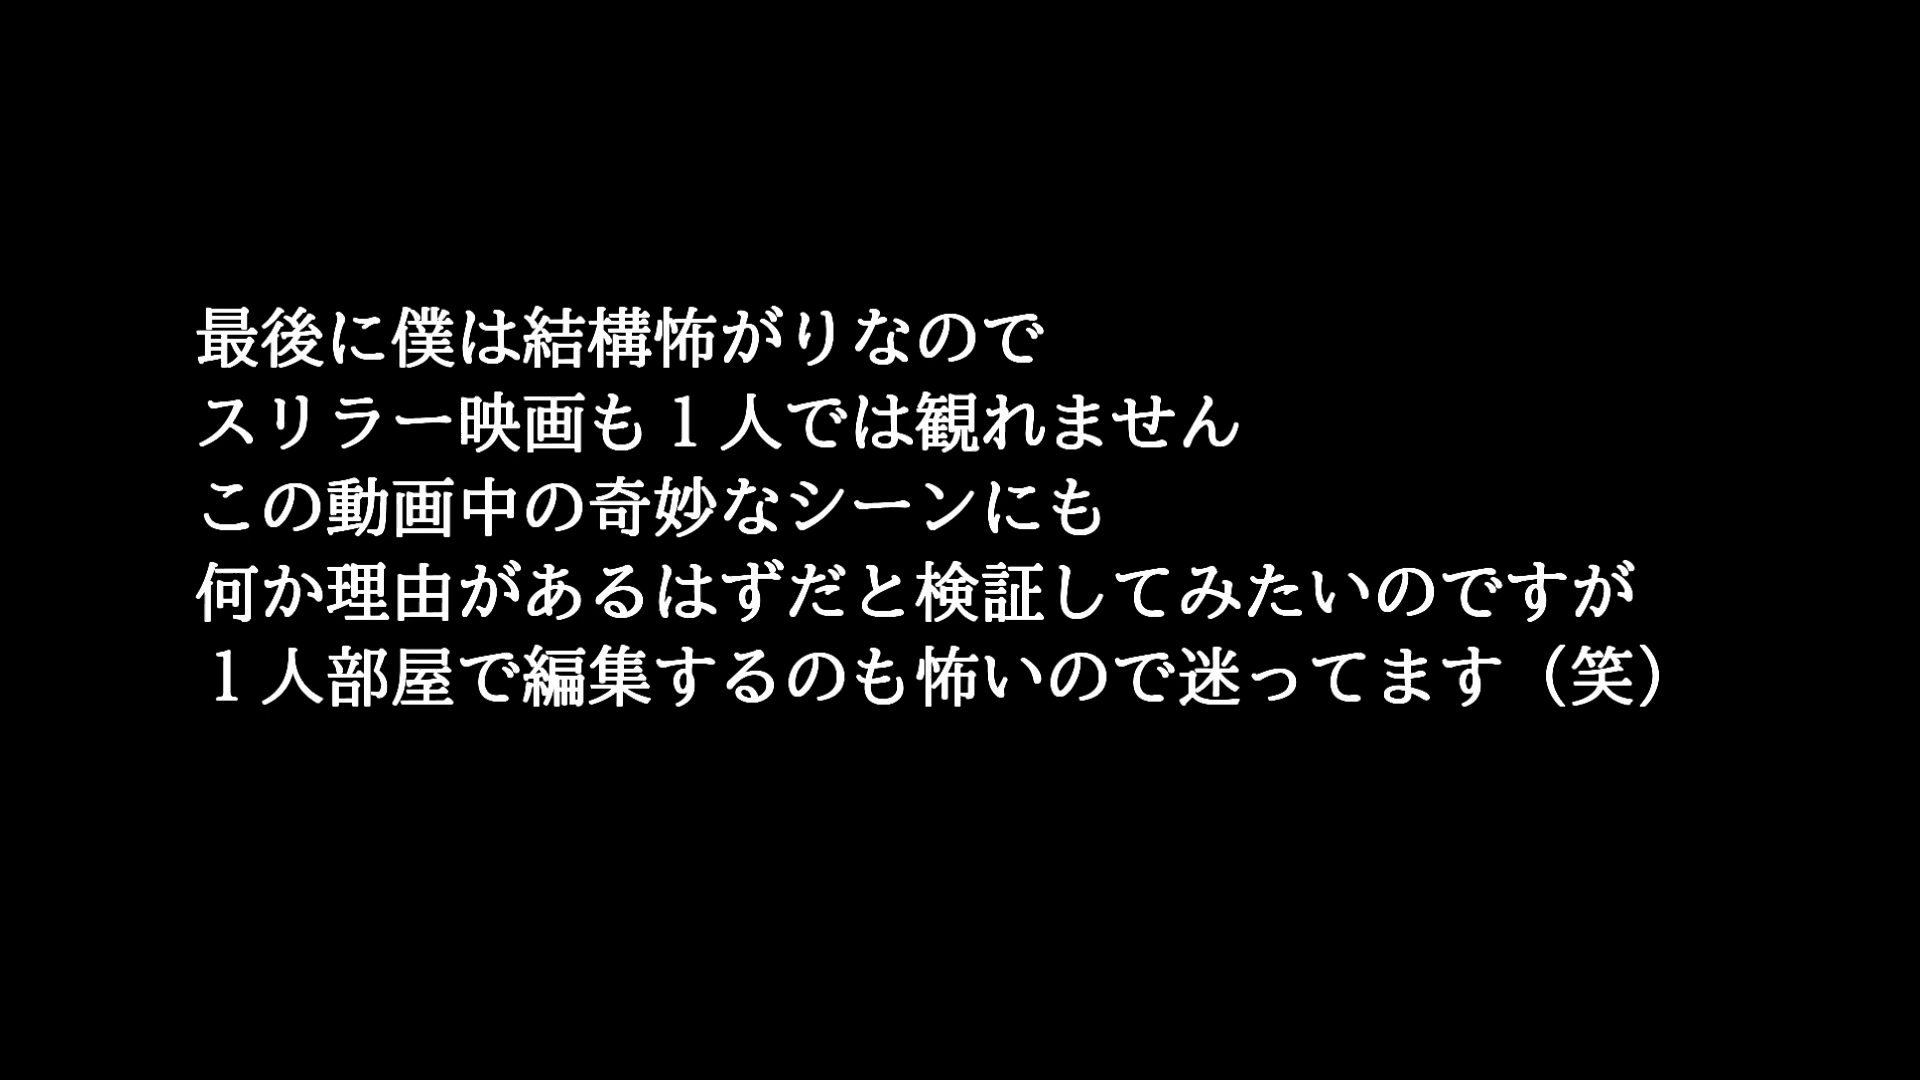 最後に僕は結構怖がりなので
スリラー映画も１人では観れません
この動画中の奇妙なシーンにも
何か理由があるはずだと検証してみたいのですが
１人部屋で編集するのも怖いので迷ってます（笑）